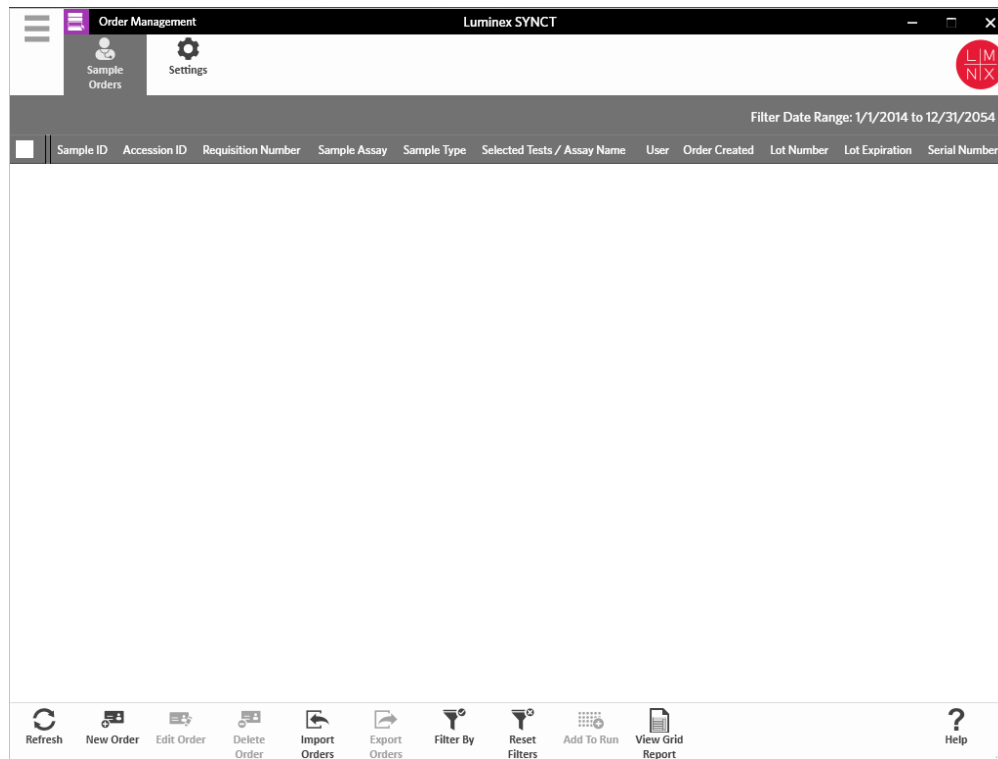 Order Management
Luminex SYNCT
Sample
Orders
Settings
L M
N X
Filter Date Range: 1/1/2014 to 12/31/2054
Sample ID Accession ID Requisition Number Sample Assay Sample Type Selected Tests / Assay Name User Order Created Lot Number Lot Expiration Serial Number
Refresh
New Order
Edit Order
Delete
Order
Import
Orders
Export
Orders
Filter By
Reset
Filters
Add To Run
View Grid
Report
?
Help